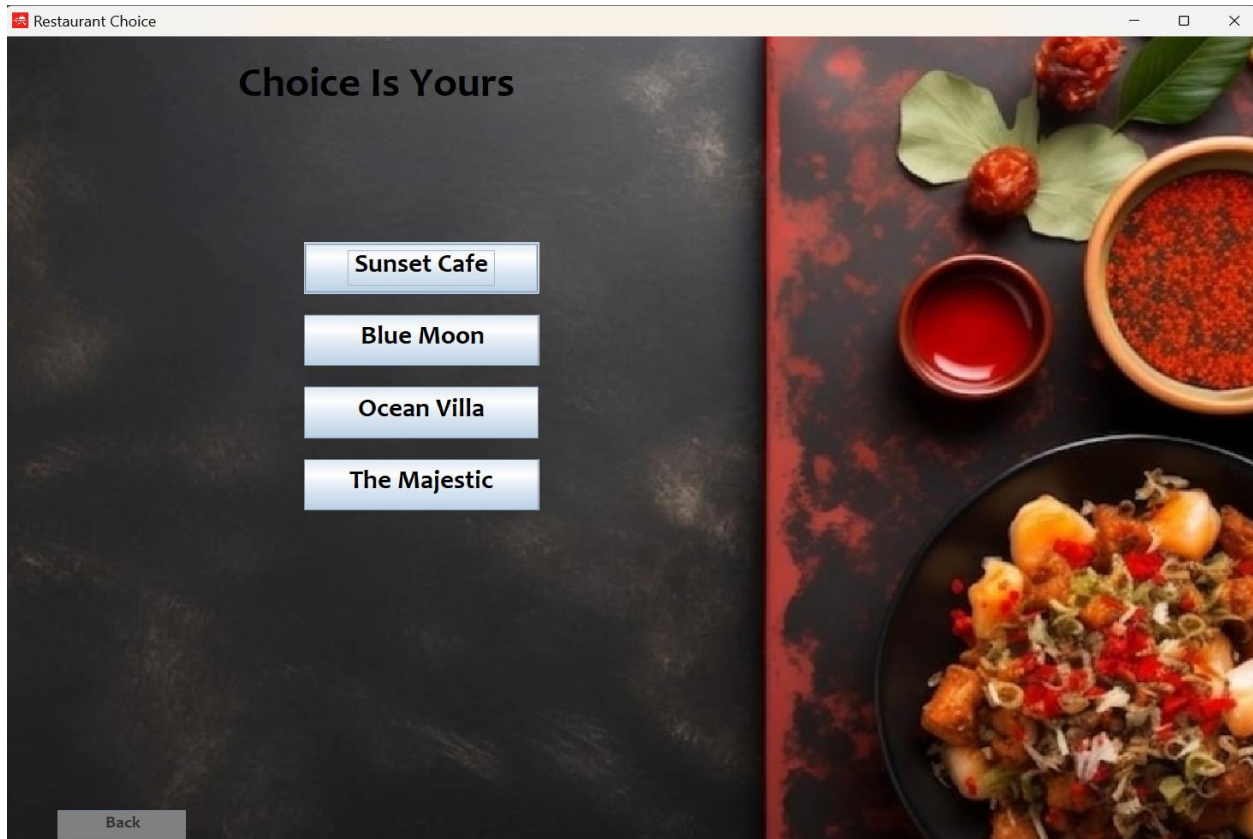 Restaurant Choice
Choice Is Yours
Sunset Cafe
Blue Moon
Ocean Villa
The Majestic
Back